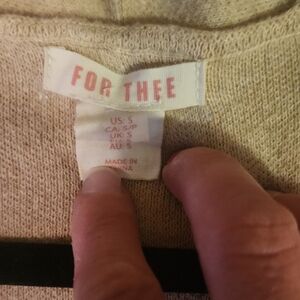 FOR THEE
US: S
CA: S/P
UK: S
AU: S
MADE IN